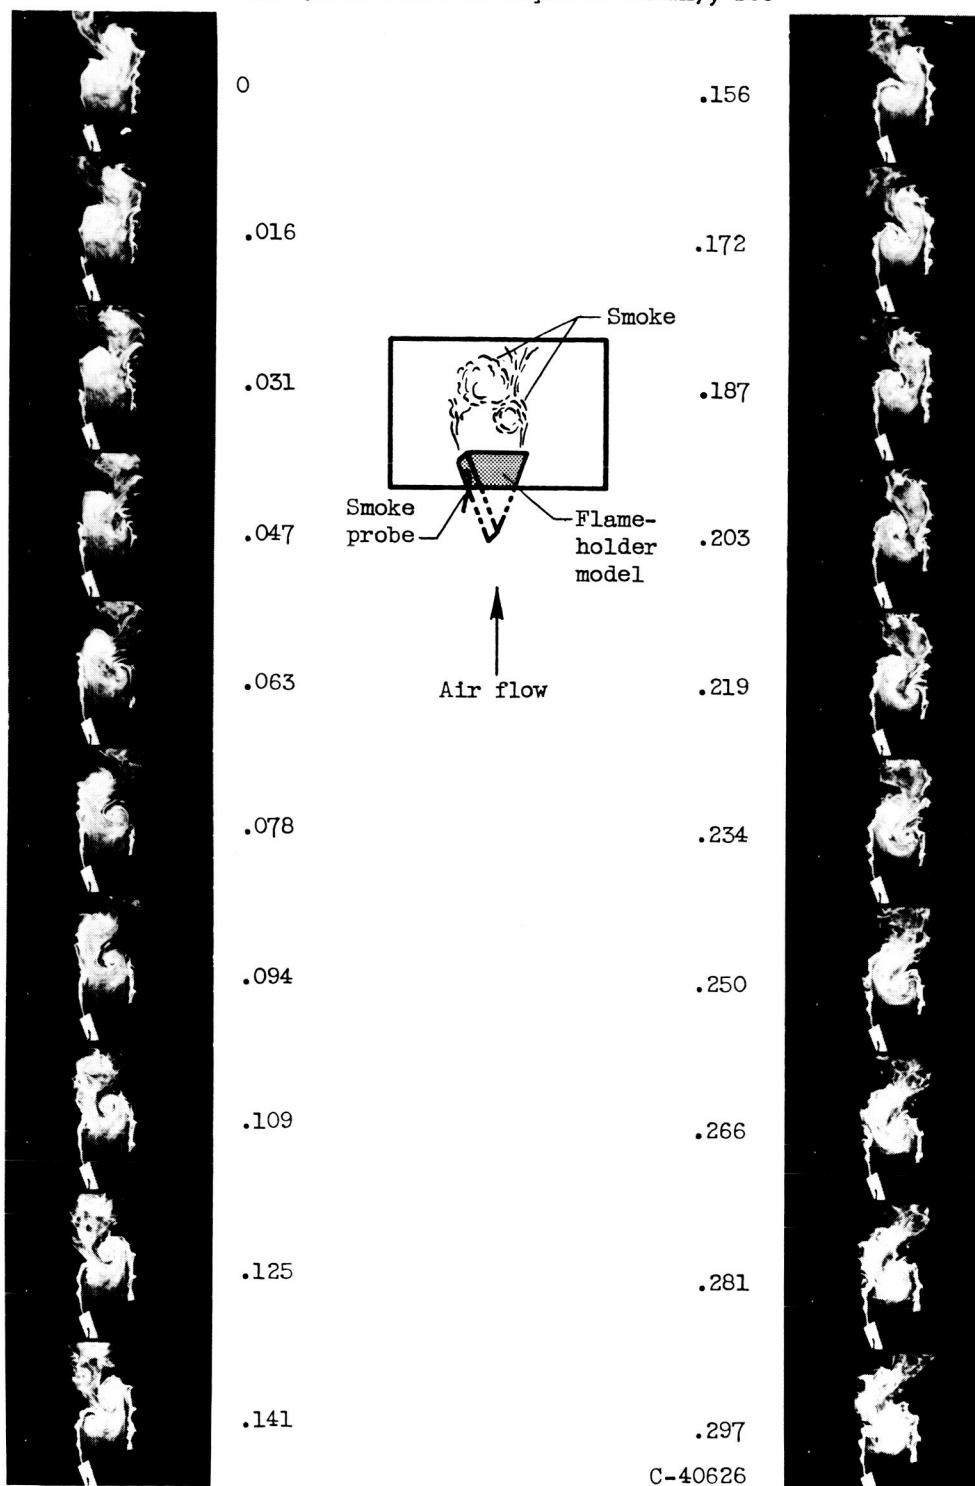 0
.016
.031
.047
.063
.078
.094
.109
.125
.141
Smoke
Smoke
probe
Flame-
holder
model
Air flow
.156
.172
.187
.203
.219
.234
.250
.266
.281
.297
C-40626